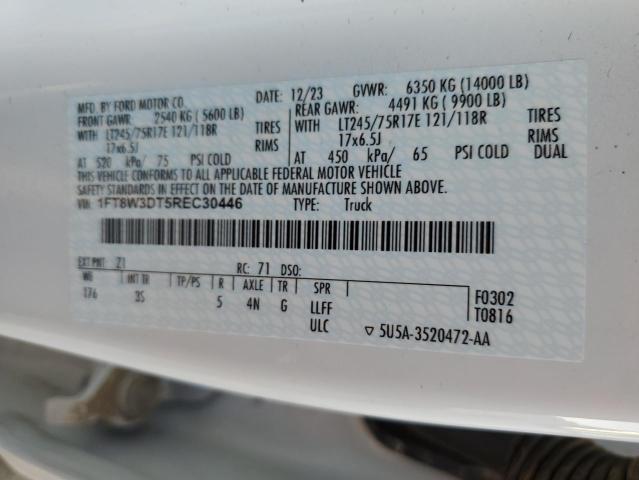 MFD. BY FORD MOTOR CO. DATE: 12/23 GVWR: 6350 KG (14000 LB)
FRONT GAWR: 2540 KG (5600 LB) REAR GAWR: 4491 KG (9900 LB)
WITH LT245/75R17E 121/118R TIRES WITH LT245/75R17E 121/118R TIRES
17x6.5J RIMS 17x6.5J RIMS
AT 520 kPa/ 75 PSI COLD AT 450 kPa/ 65 PSI COLD DUAL
THIS VEHICLE CONFORMS TO ALL APPLICABLE FEDERAL MOTOR VEHICLE
SAFETY STANDARDS IN EFFECT ON THE DATE OF MANUFACTURE SHOWN ABOVE.
VIN: 1FT8W3DT5REC30446 TYPE: Truck
EXT PNT Z1 RC: 71 DSO:
WB INT TR TP/PS R AXLE TR SPR F0302
176 3S 5 4N G LLFF T0816
ULC ▽ 5U5A-3520472-AA